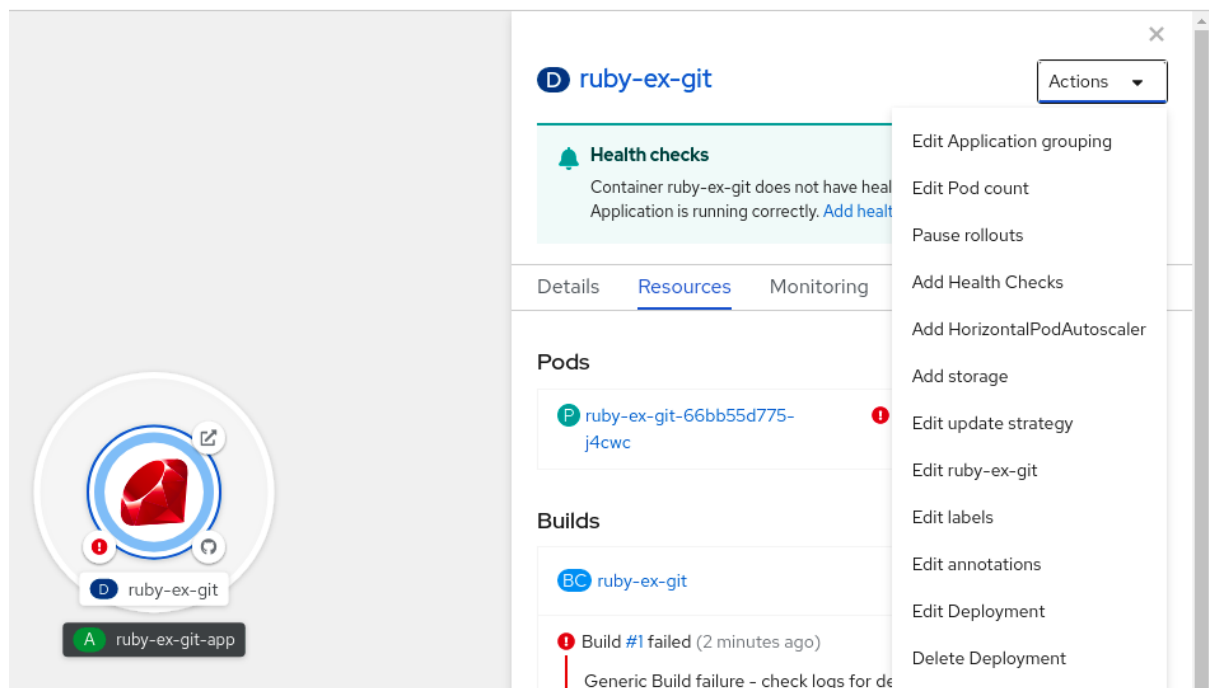 D ruby-ex-git
Actions
Health checks
Container ruby-ex-git does not have heal
Application is running correctly. Add healt
Edit Application grouping
Edit Pod count
Pause rollouts
Add Health Checks
Add HorizontalPodAutoscaler
Add storage
Edit update strategy
Edit ruby-ex-git
Edit labels
Edit annotations
Edit Deployment
Delete Deployment
Details Resources Monitoring
Pods
P ruby-ex-git-66bb55d775-
j4cwc
Builds
BC ruby-ex-git
Build #1 failed (2 minutes ago)
Generic Build failure - check logs for de
D ruby-ex-git
A ruby-ex-git-app